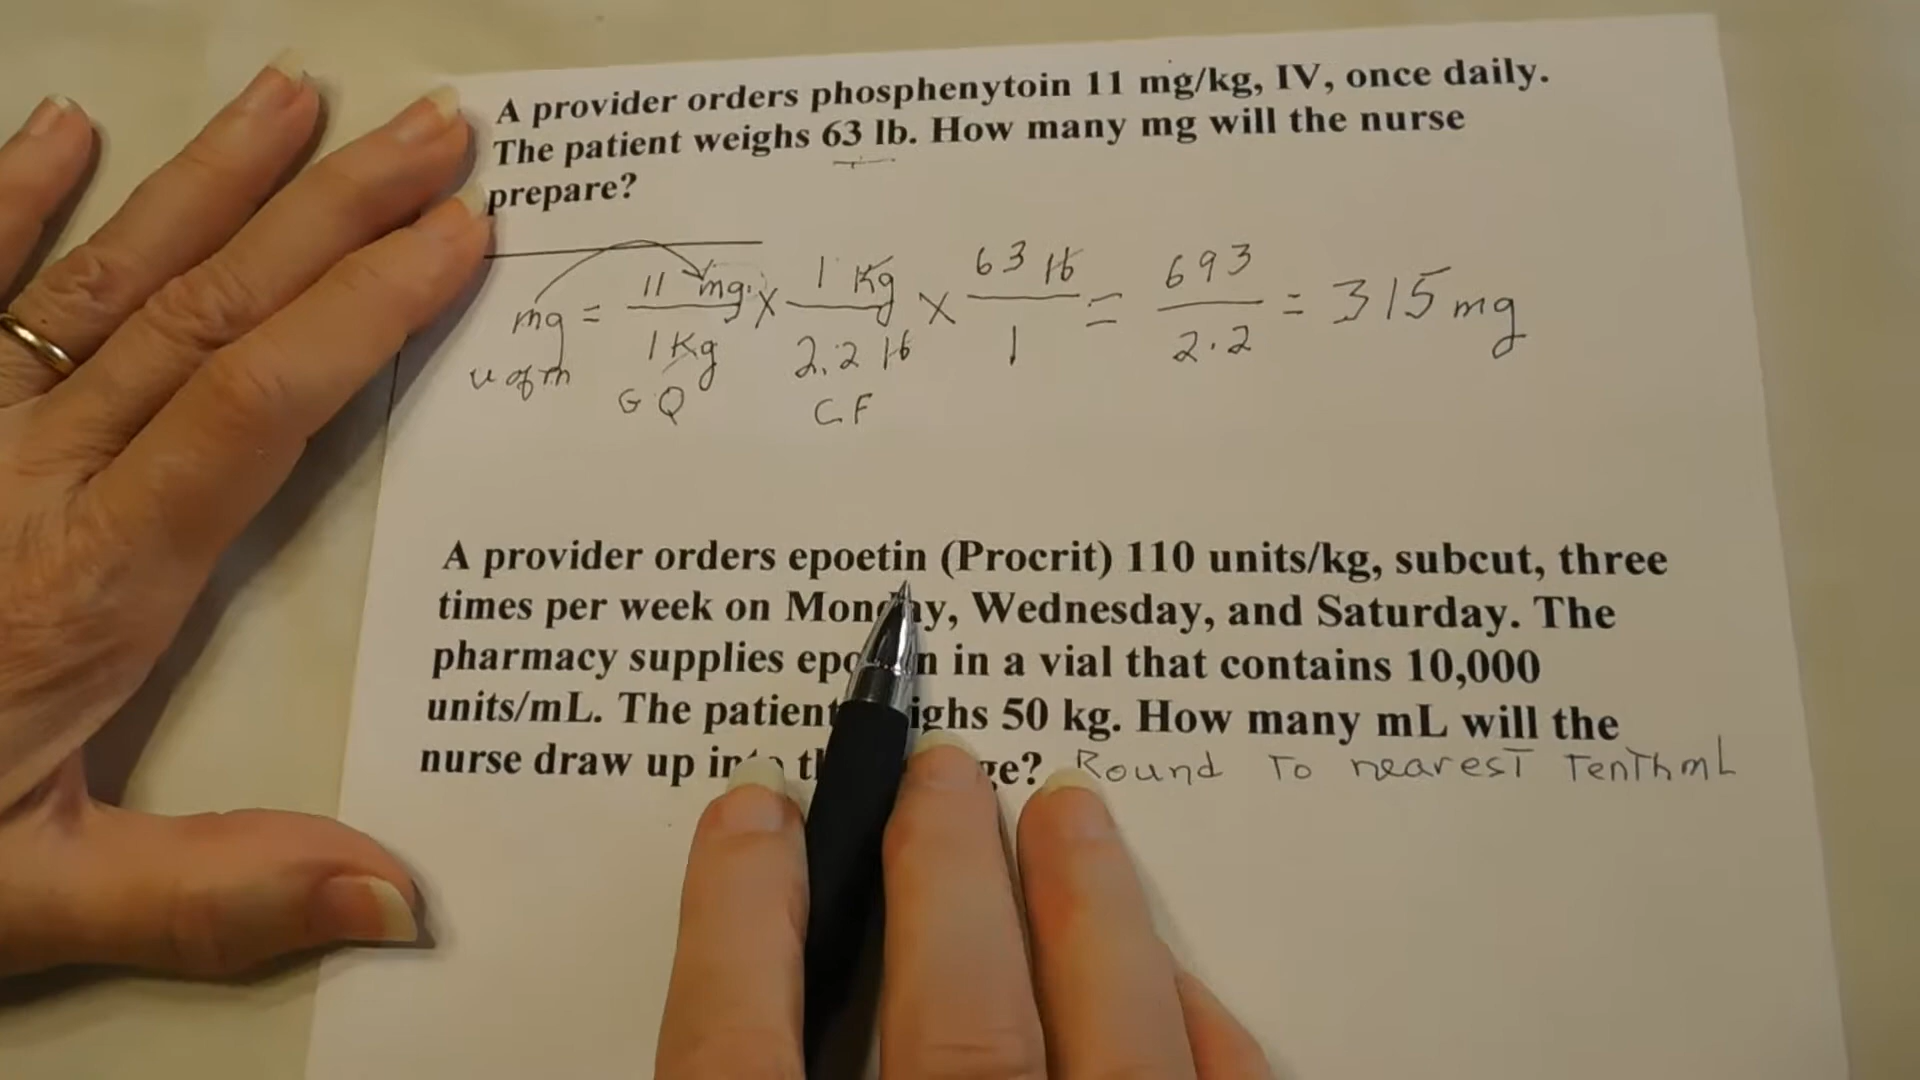 A provider orders phosphenytoin 11 mg/kg, IV, once daily.
The patient weighs 63 lb. How many mg will the nurse
prepare?
mg = 11 mg / 1 Kg x 1 Kg / 2.2 lb x 63 lb / 1 = 693 / 2.2 = 315 mg
u of m GQ CF
A provider orders epoetin (Procrit) 110 units/kg, subcut, three
times per week on Monday, Wednesday, and Saturday. The
pharmacy supplies epoetin in a vial that contains 10,000
units/mL. The patient weighs 50 kg. How many mL will the
nurse draw up ? Round To nearest Tenth mL